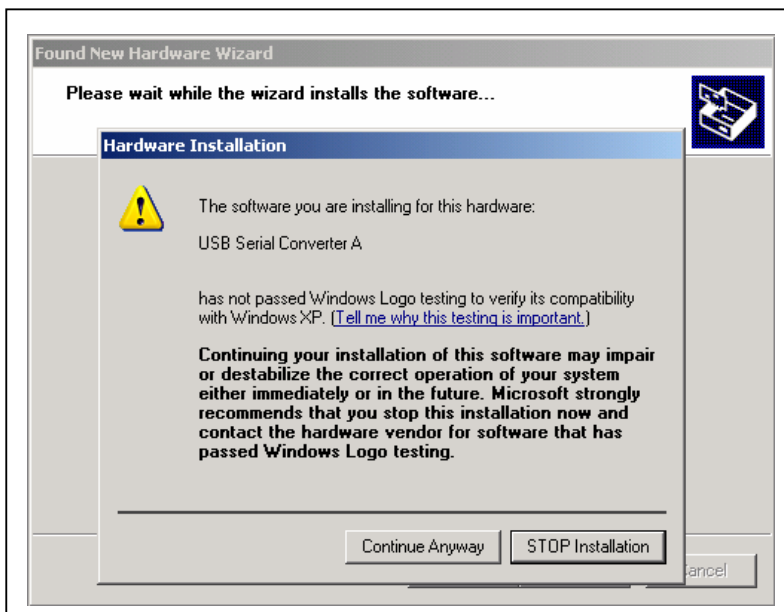 Found New Hardware Wizard
Please wait while the wizard installs the software...
Hardware Installation
The software you are installing for this hardware:
USB Serial Converter A
has not passed Windows Logo testing to verify its compatibility
with Windows XP. (Tell me why this testing is important.)
Continuing your installation of this software may impair
or destabilize the correct operation of your system
either immediately or in the future. Microsoft strongly
recommends that you stop this installation now and
contact the hardware vendor for software that has
passed Windows Logo testing.
Continue Anyway STOP Installation